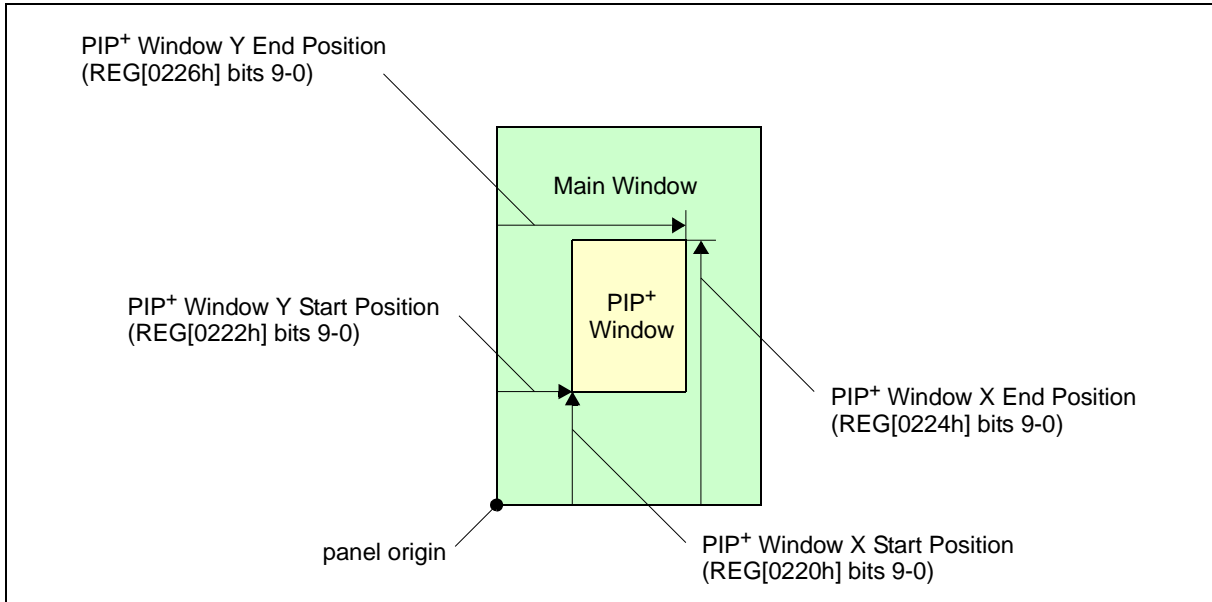 PIP+ Window Y End Position
(REG[0226h] bits 9-0)
Main Window
PIP+ Window Y Start Position
(REG[0222h] bits 9-0)
PIP+
Window
PIP+ Window X End Position
(REG[0224h] bits 9-0)
panel origin
PIP+ Window X Start Position
(REG[0220h] bits 9-0)